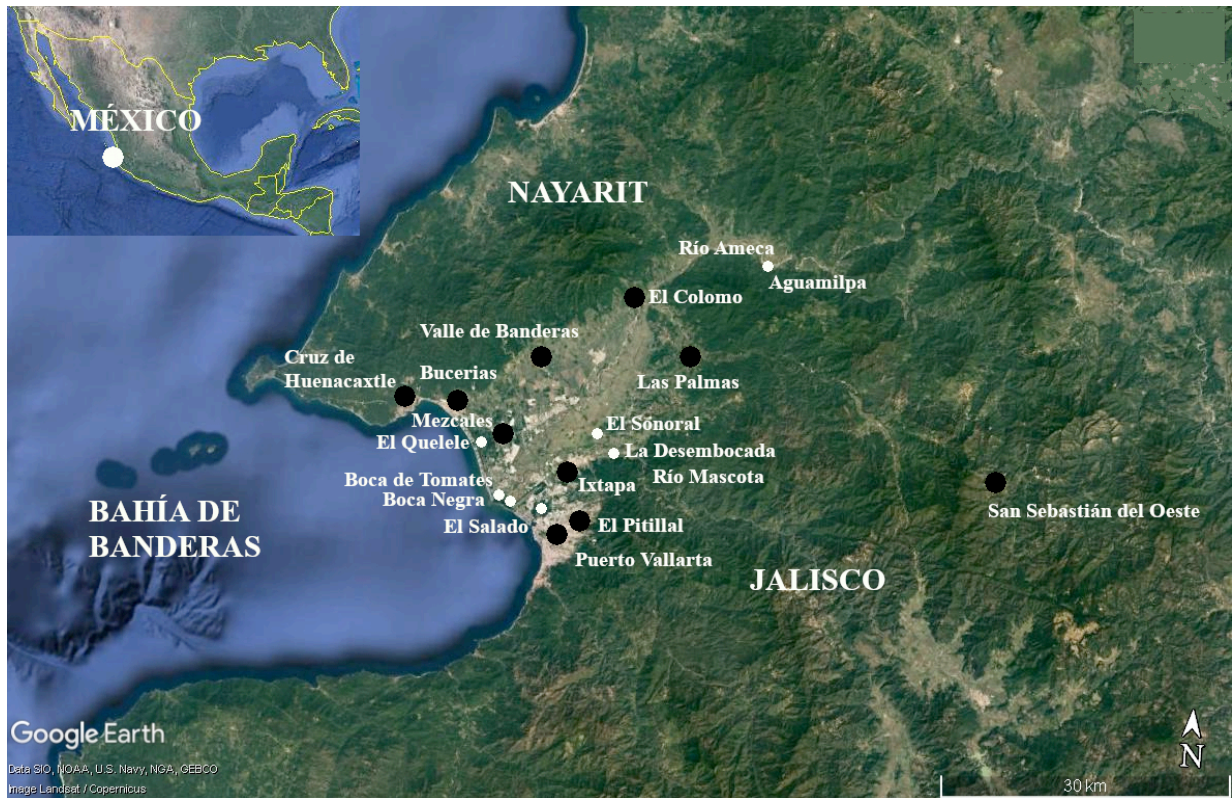 MÉXICO
NAYARIT
Río Ameca
Aguamilpa
El Colomo
Valle de Banderas
Cruz de
Huenacaxtle
Bucerias
Las Palmas
Mezcales
El Quelele
El Sonoral
La Desembocada
Río Mascota
Boca de Tomates
Boca Negra
Ixtapa
San Sebastián del Oeste
BAHÍA DE
BANDERAS
El Salado
El Pitillal
Puerto Vallarta
JALISCO
Google Earth
Data SIO, NOAA, U.S. Navy, NGA, GEBCO
Image Landsat / Copernicus
N
30 km